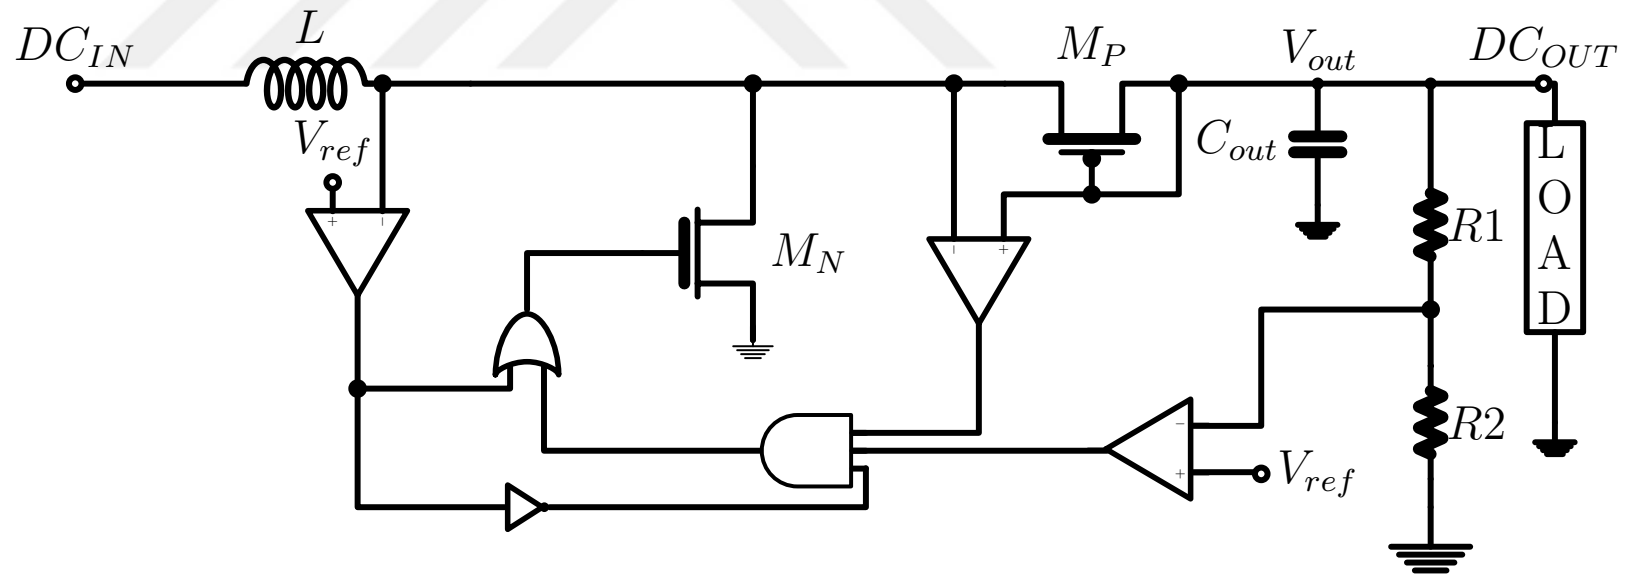 L
DC_IN
M_P
V_out
DC_OUT
V_ref
C_out
L
O
A
D
+ −
R1
M_N
− +
R2
−
+
V_ref